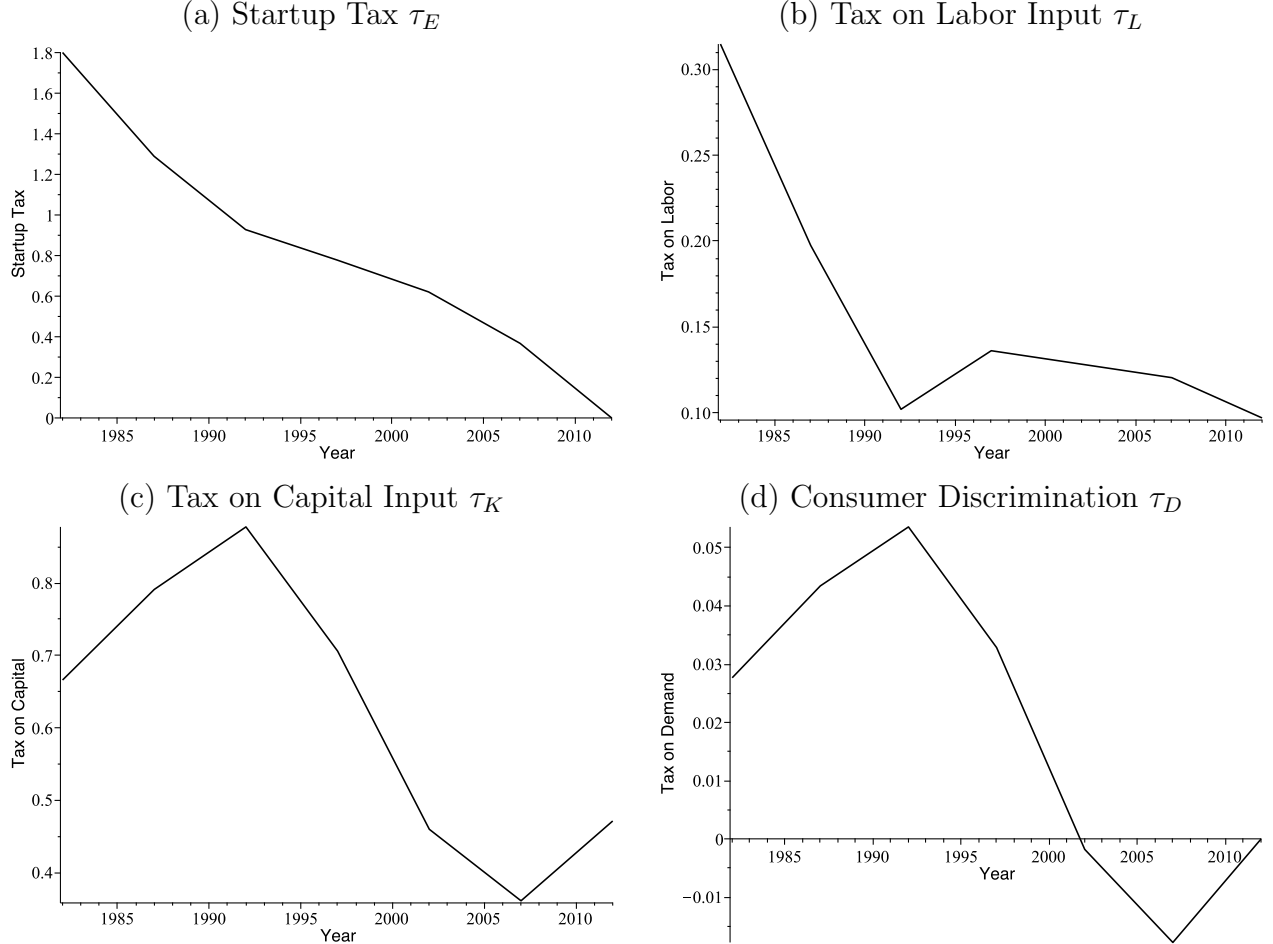 (a) Startup Tax τ_E
1.8
1.6
1.4
1.2
1
0.8
0.6
0.4
0.2
0
Startup Tax
1985 1990 1995 2000 2005 2010
Year
(b) Tax on Labor Input τ_L
0.30
0.25
0.20
0.15
0.10
Tax on Labor
1985 1990 1995 2000 2005 2010
Year
(c) Tax on Capital Input τ_K
0.8
0.7
0.6
0.5
0.4
Tax on Capital
1985 1990 1995 2000 2005 2010
Year
(d) Consumer Discrimination τ_D
0.05
0.04
0.03
0.02
0.01
0
−0.01
Tax on Demand
1985 1990 1995 2000 2005 2010
Year